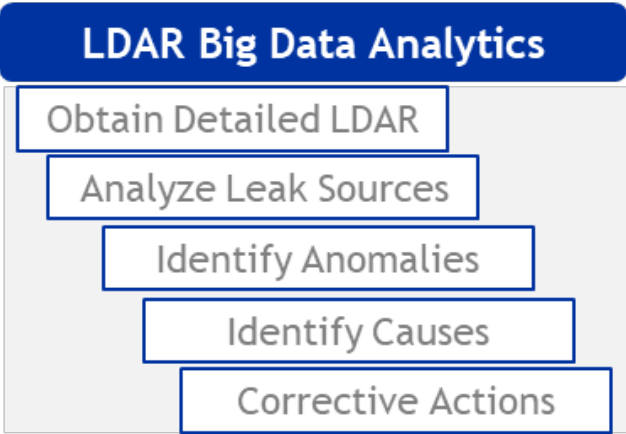 LDAR Big Data Analytics
Obtain Detailed LDAR
Analyze Leak Sources
Identify Anomalies
Identify Causes
Corrective Actions